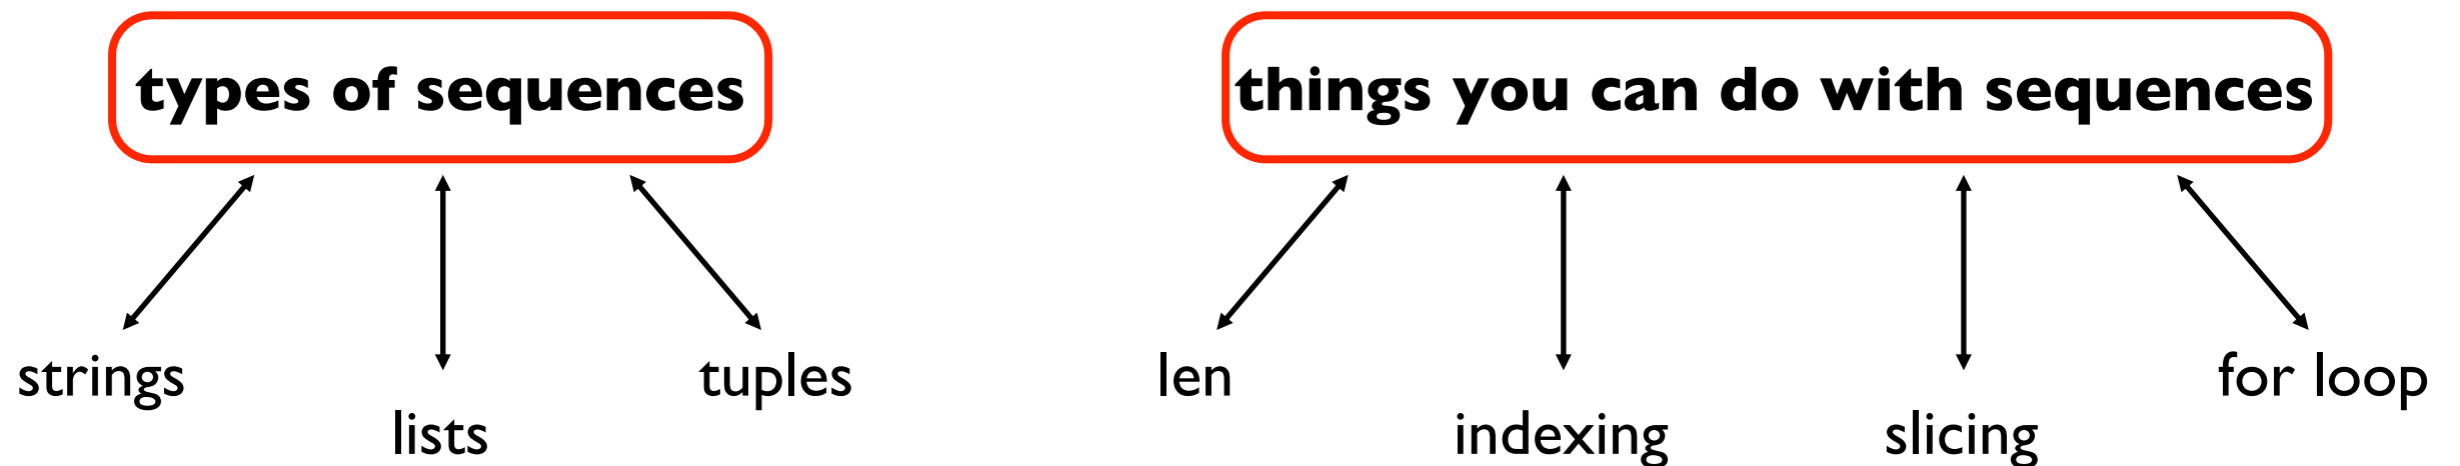 types of sequences
strings
lists
tuples
things you can do with sequences
len
indexing
slicing
for loop